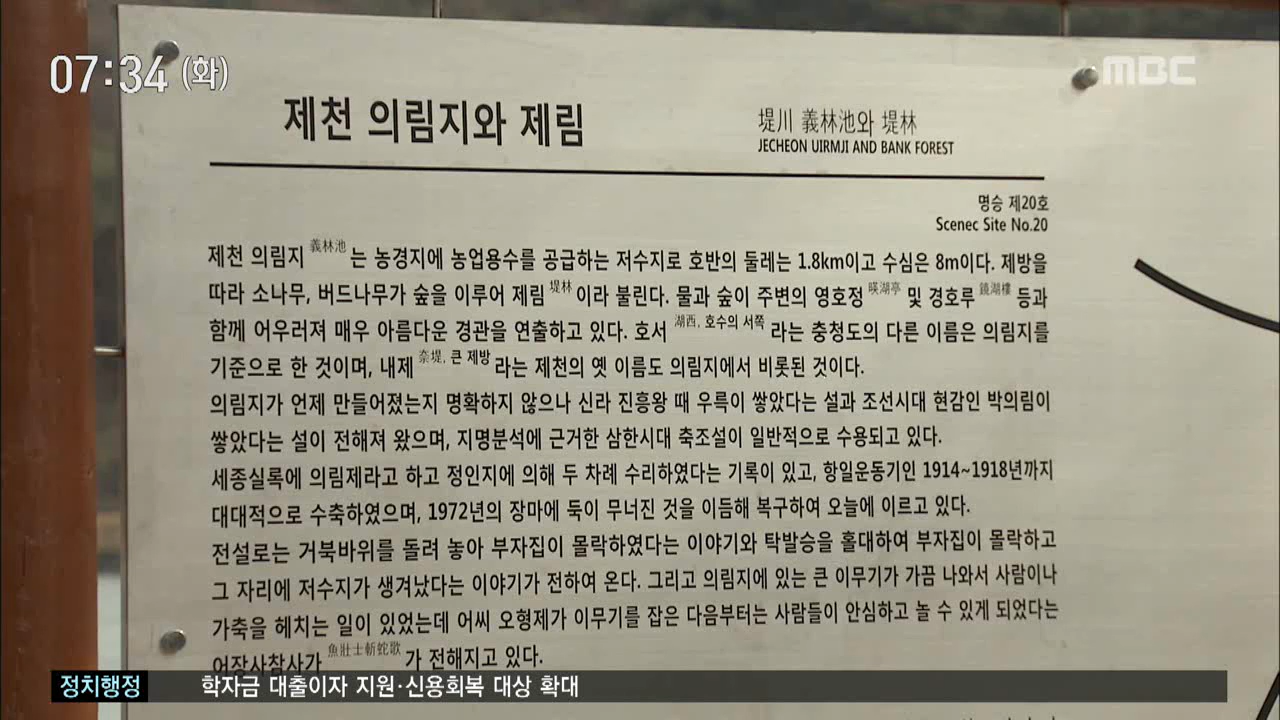 07:34 (화)
MBC
제천 의림지와 제림
堤川 義林池와 堤林
JECHEON UIRMJI AND BANK FOREST
명승 제20호
Scenec Site No.20
제천 의림지 義林池 는 농경지에 농업용수를 공급하는 저수지로 호반의 둘레는 1.8km이고 수심은 8m이다. 제방을
따라 소나무, 버드나무가 숲을 이루어 제림 堤林 이라 불린다. 물과 숲이 주변의 영호정 暎湖亭 및 경호루 鏡湖樓 등과
함께 어우러져 매우 아름다운 경관을 연출하고 있다. 호서 湖西, 호수의 서쪽 라는 충청도의 다른 이름은 의림지를
기준으로 한 것이며, 내제 奈堤, 큰 제방 라는 제천의 옛 이름도 의림지에서 비롯된 것이다.
의림지가 언제 만들어졌는지 명확하지 않으나 신라 진흥왕 때 우륵이 쌓았다는 설과 조선시대 현감인 박의림이
쌓았다는 설이 전해져 왔으며, 지명분석에 근거한 삼한시대 축조설이 일반적으로 수용되고 있다.
세종실록에 의림제라고 하고 정인지에 의해 두 차례 수리하였다는 기록이 있고, 항일운동기인 1914~1918년까지
대대적으로 수축하였으며, 1972년의 장마에 둑이 무너진 것을 이듬해 복구하여 오늘에 이르고 있다.
전설로는 거북바위를 돌려 놓아 부자집이 몰락하였다는 이야기와 탁발승을 홀대하여 부자집이 몰락하고
그 자리에 저수지가 생겨났다는 이야기가 전하여 온다. 그리고 의림지에 있는 큰 이무기가 가끔 나와서 사람이나
가축을 헤치는 일이 있었는데 어씨 오형제가 이무기를 잡은 다음부터는 사람들이 안심하고 놀 수 있게 되었다는
어장사참사가 魚壯士斬蛇歌 가 전해지고 있다.
정치행정 학자금 대출이자 지원·신용회복 대상 확대